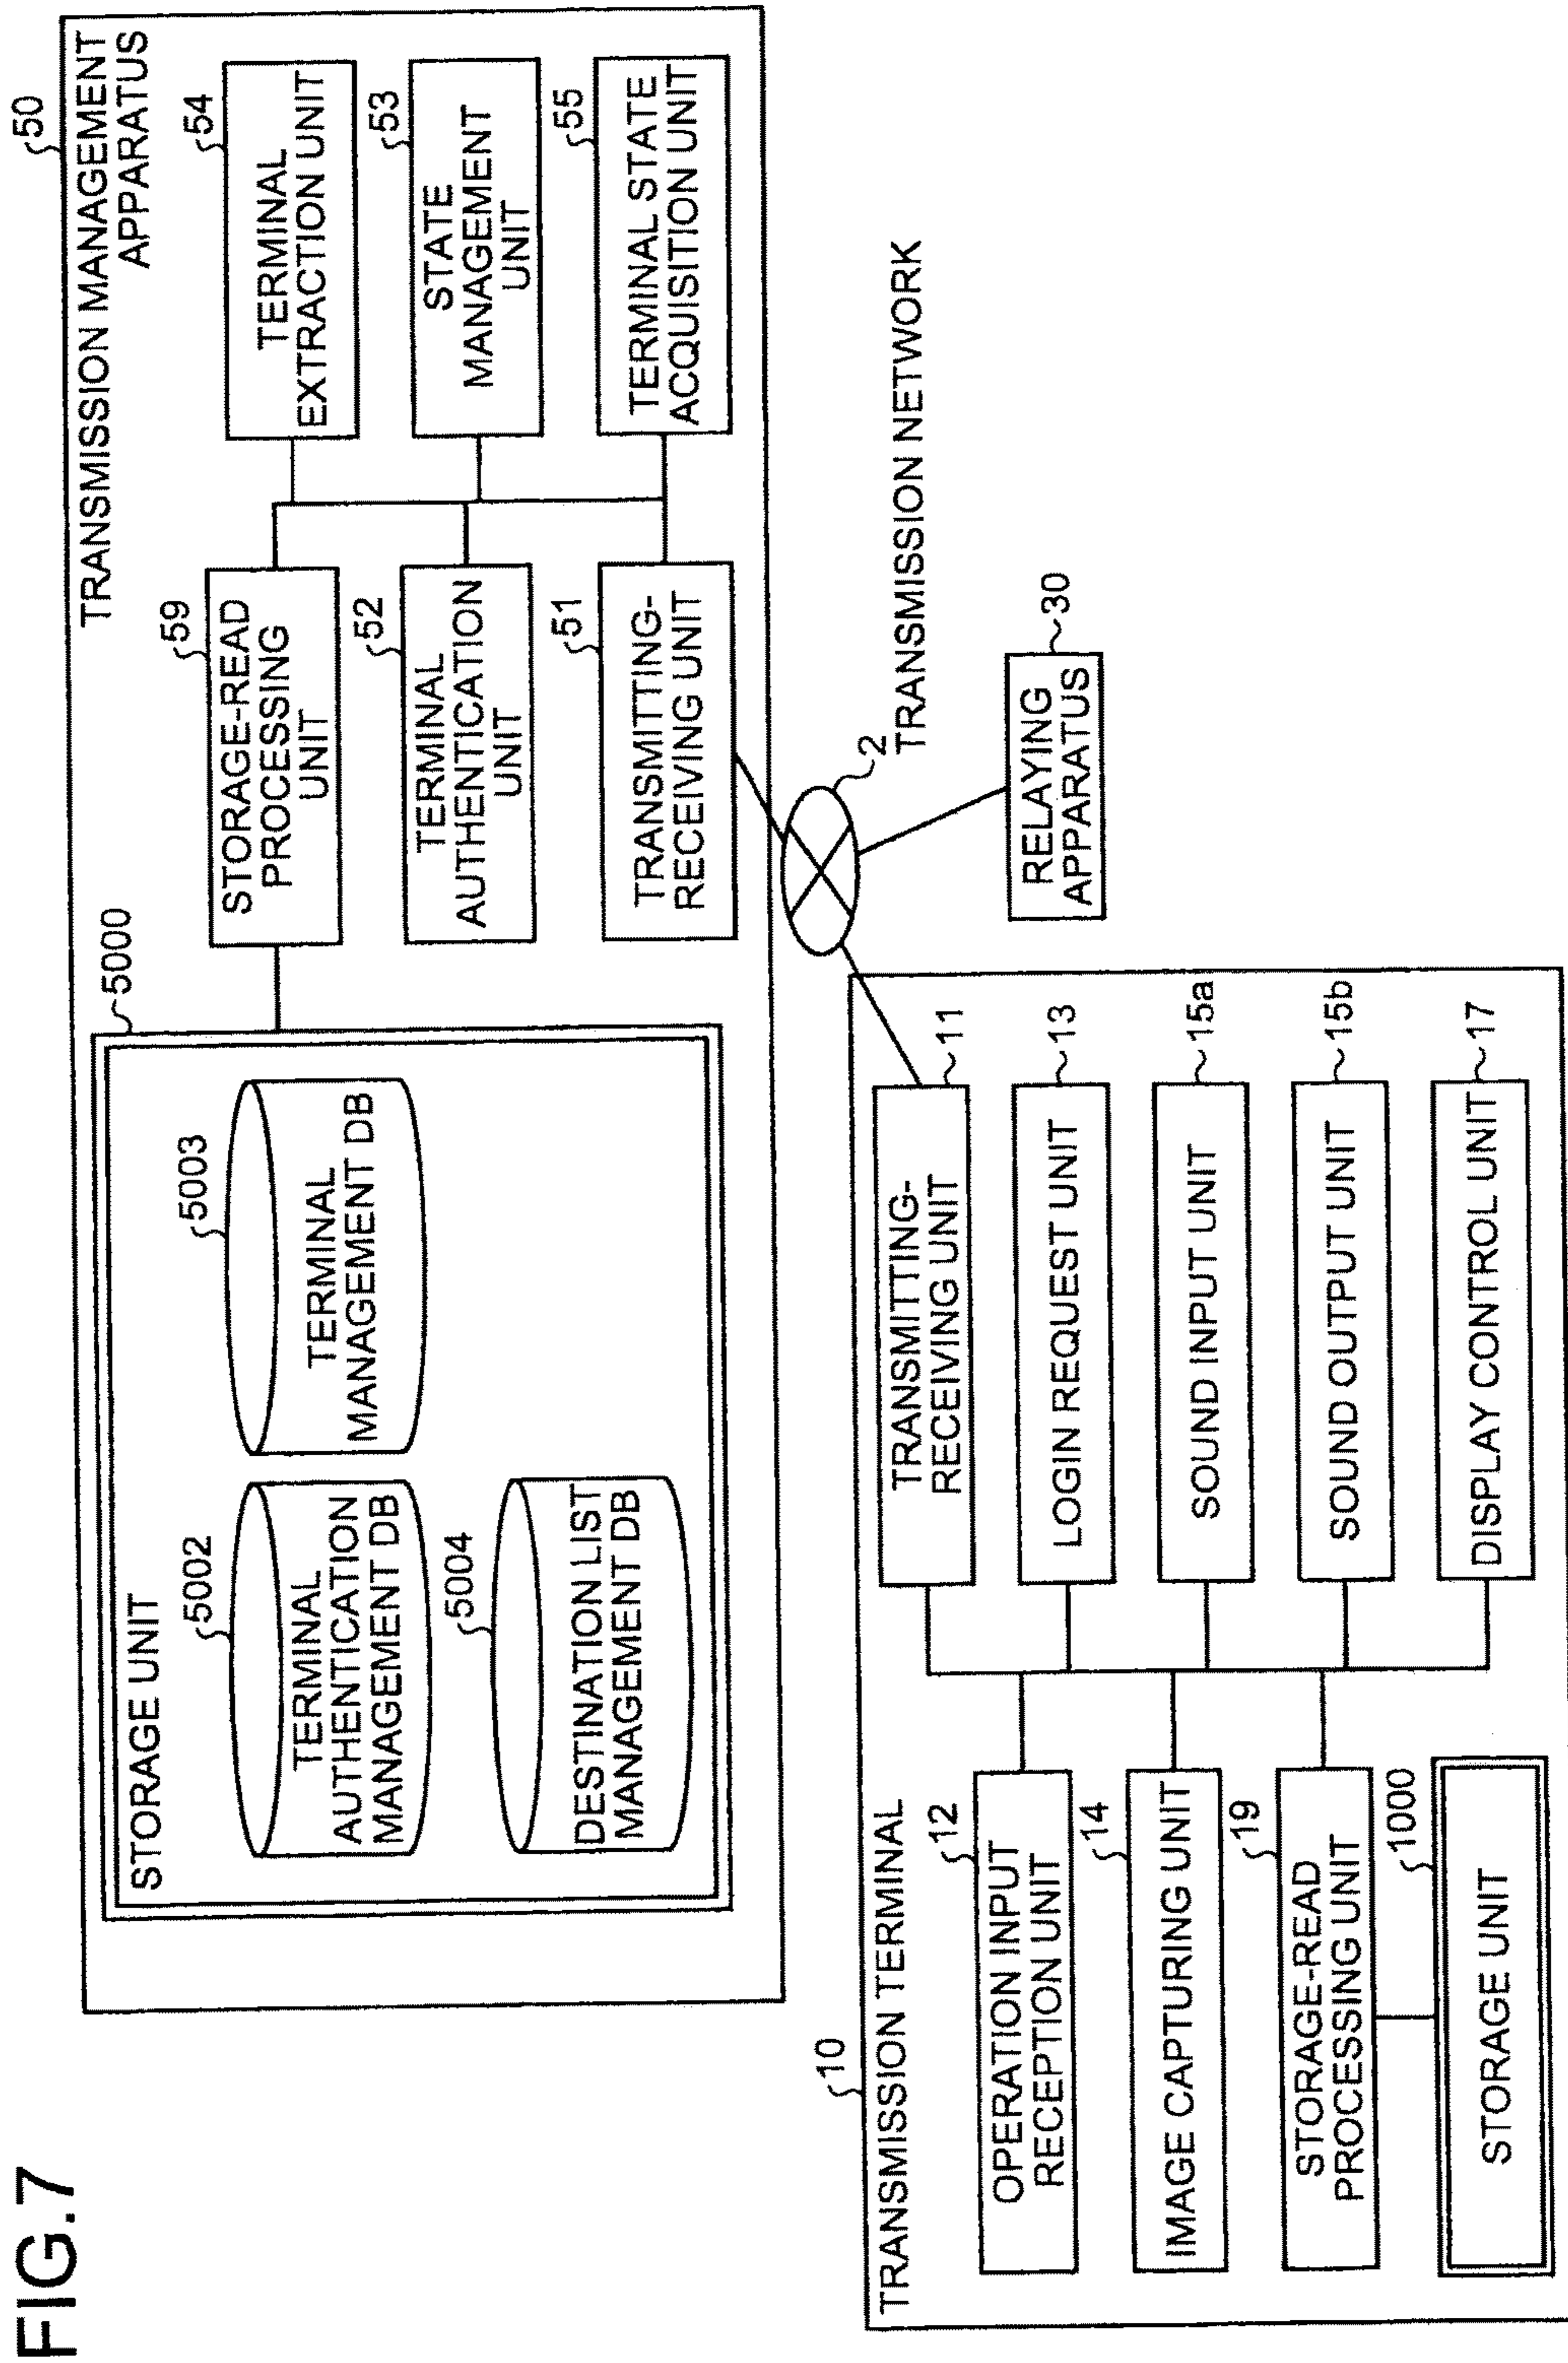 FIG.7
50
TRANSMISSION MANAGEMENT
APPARATUS
5000
STORAGE UNIT
5002
TERMINAL
AUTHENTICATION
MANAGEMENT DB
5003
TERMINAL
MANAGEMENT DB
5004
DESTINATION LIST
MANAGEMENT DB
59
STORAGE-READ
PROCESSING
UNIT
54
TERMINAL
EXTRACTION UNIT
52
TERMINAL
AUTHENTICATION
UNIT
53
STATE
MANAGEMENT
UNIT
51
TRANSMITTING-
RECEIVING UNIT
55
TERMINAL STATE
ACQUISITION UNIT
2
TRANSMISSION NETWORK
RELAYING
APPARATUS
30
10
TRANSMISSION TERMINAL
12
OPERATION INPUT
RECEPTION UNIT
14
IMAGE CAPTURING UNIT
19
STORAGE-READ
PROCESSING UNIT
1000
STORAGE UNIT
TRANSMITTING-
RECEIVING UNIT
11
LOGIN REQUEST UNIT
13
SOUND INPUT UNIT
15a
SOUND OUTPUT UNIT
15b
DISPLAY CONTROL UNIT
17